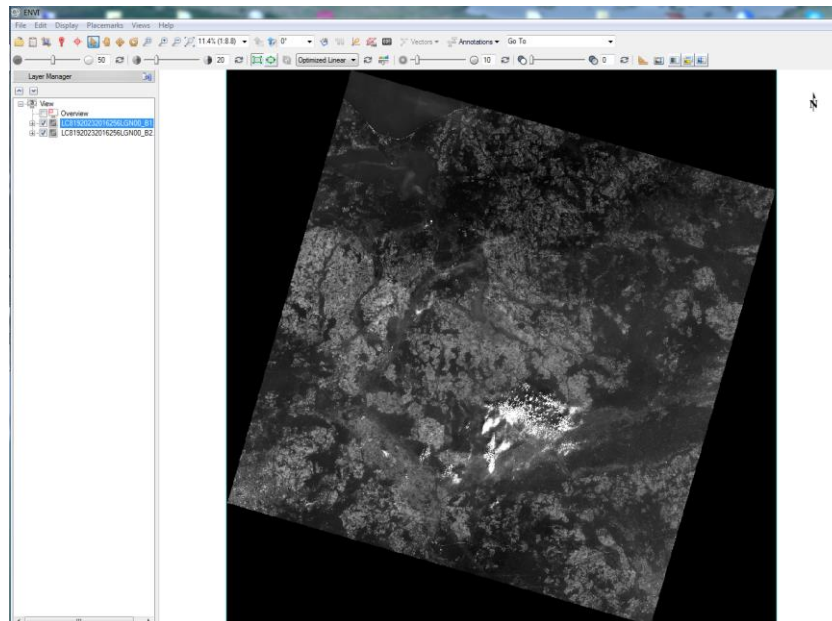 ENVI
File Edit Display Placemarks Views Help
11.4% (1:8.8) 0° Vectors Annotations Go To
50 20 Optimized Linear 10 0
Layer Manager
View
Overview
LC81920232016256LGN00_B1
LC81920232016256LGN00_B2
N